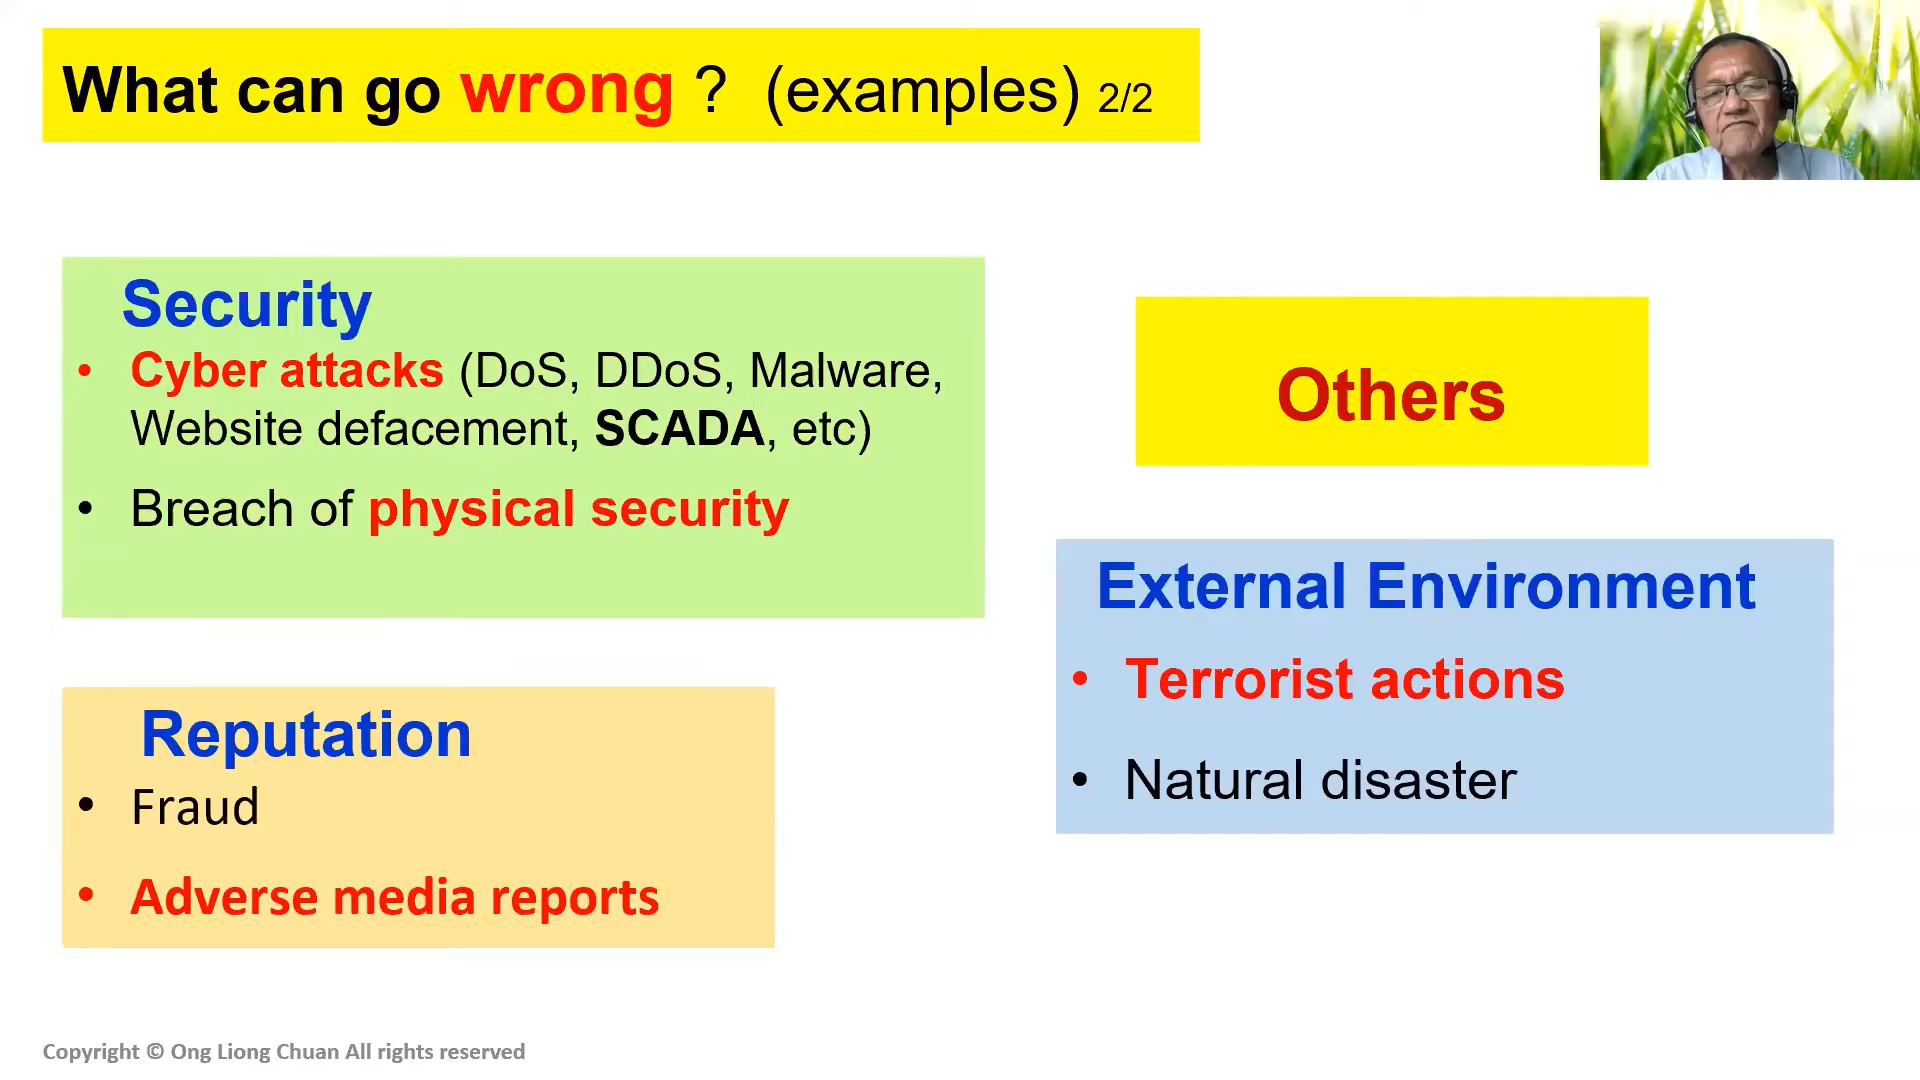 What can go wrong ? (examples) 2/2
Security
• Cyber attacks (DoS, DDoS, Malware,
Website defacement, SCADA, etc)
• Breach of physical security
Others
External Environment
• Terrorist actions
• Natural disaster
Reputation
• Fraud
• Adverse media reports
Copyright © Ong Liong Chuan All rights reserved